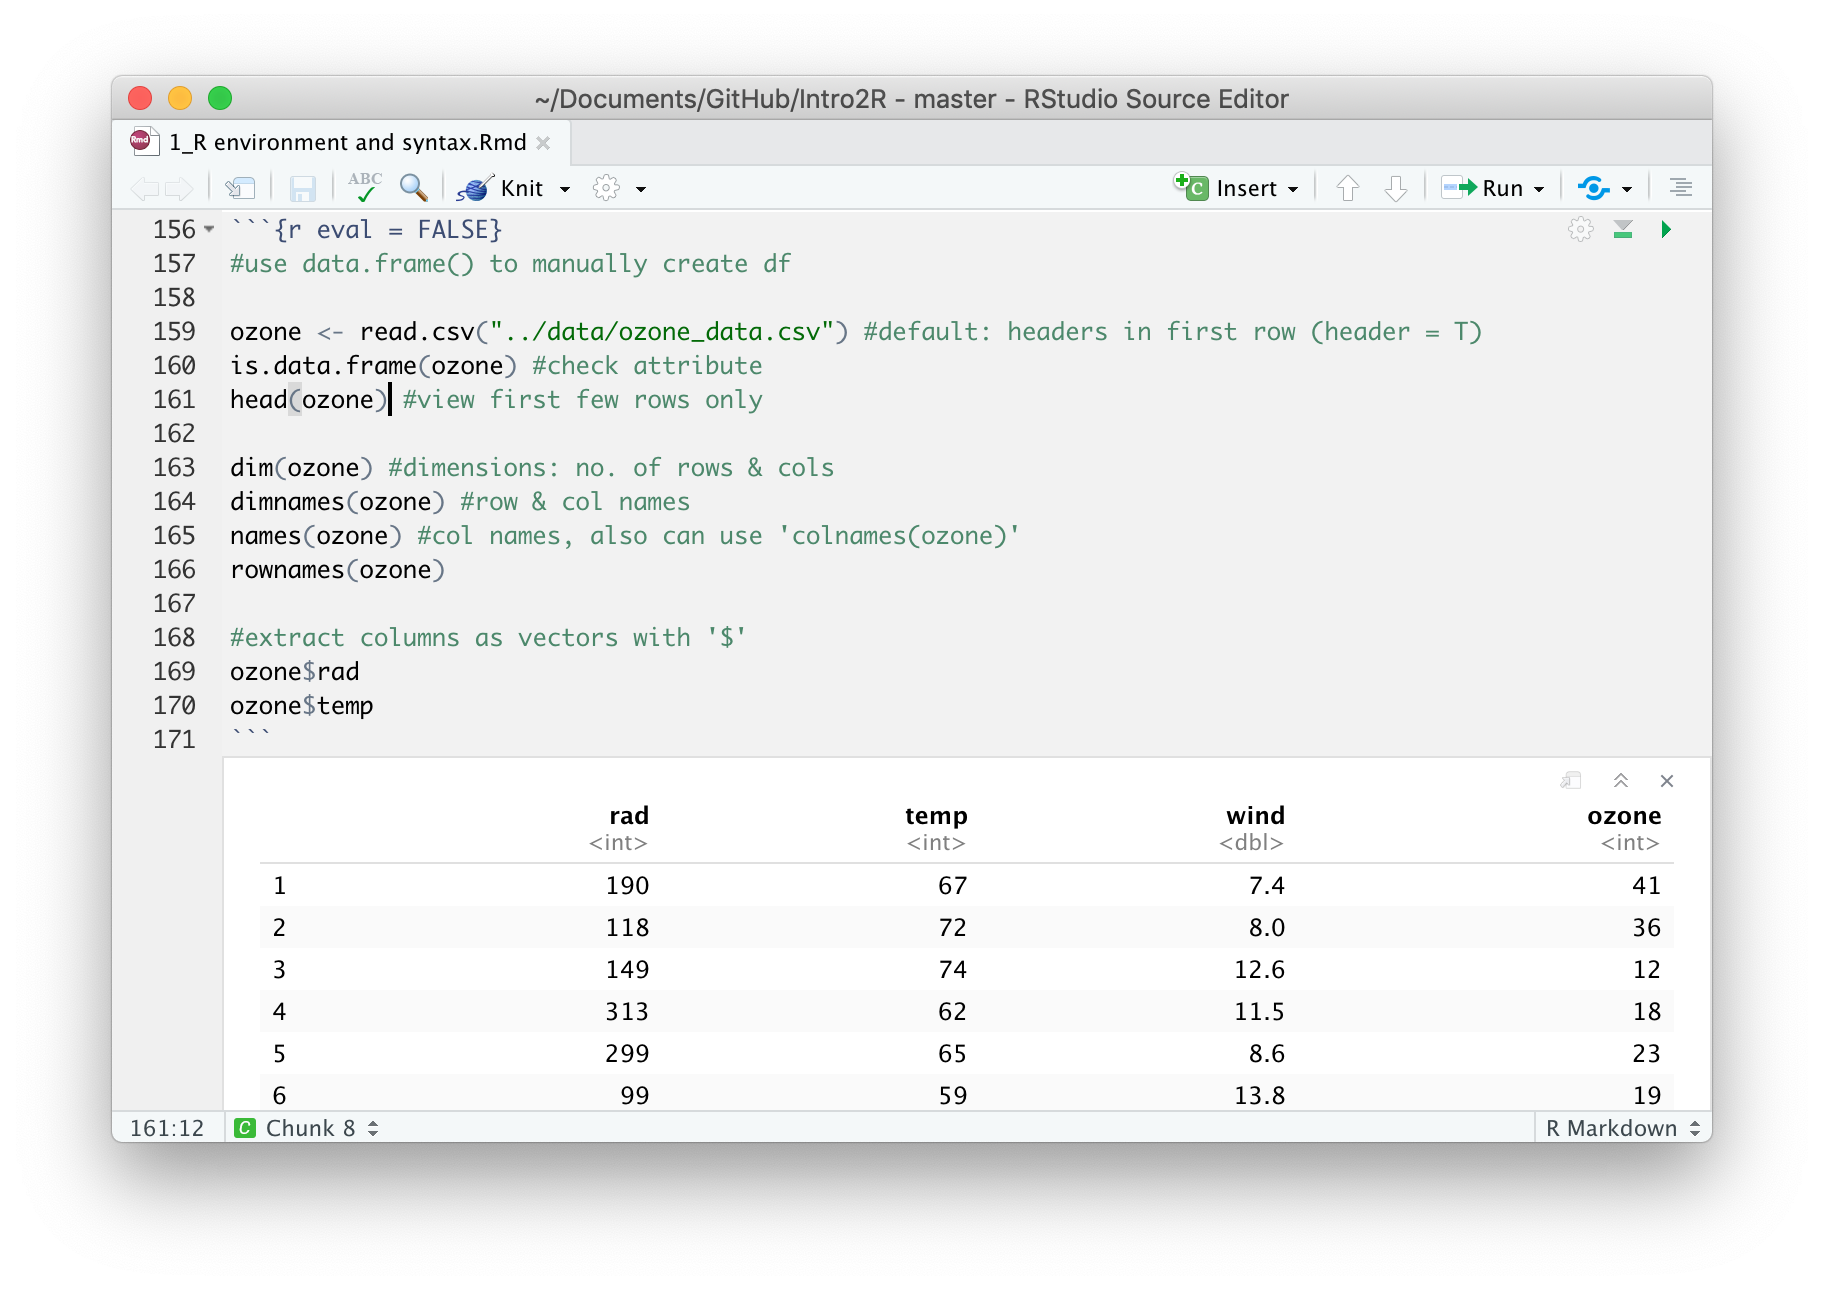 ~/Documents/GitHub/Intro2R - master - RStudio Source Editor
Rmd 1_R environment and syntax.Rmd
ABC Knit Insert Run
156 ```{r eval = FALSE}
157 #use data.frame() to manually create df
158
159 ozone <- read.csv("../data/ozone_data.csv") #default: headers in first row (header = T)
160 is.data.frame(ozone) #check attribute
161 head(ozone) #view first few rows only
162
163 dim(ozone) #dimensions: no. of rows & cols
164 dimnames(ozone) #row & col names
165 names(ozone) #col names, also can use 'colnames(ozone)'
166 rownames(ozone)
167
168 #extract columns as vectors with '$'
169 ozone$rad
170 ozone$temp
171 ```
rad temp wind ozone
<int> <int> <dbl> <int>
1 190 67 7.4 41
2 118 72 8.0 36
3 149 74 12.6 12
4 313 62 11.5 18
5 299 65 8.6 23
6 99 59 13.8 19
161:12 C Chunk 8 R Markdown